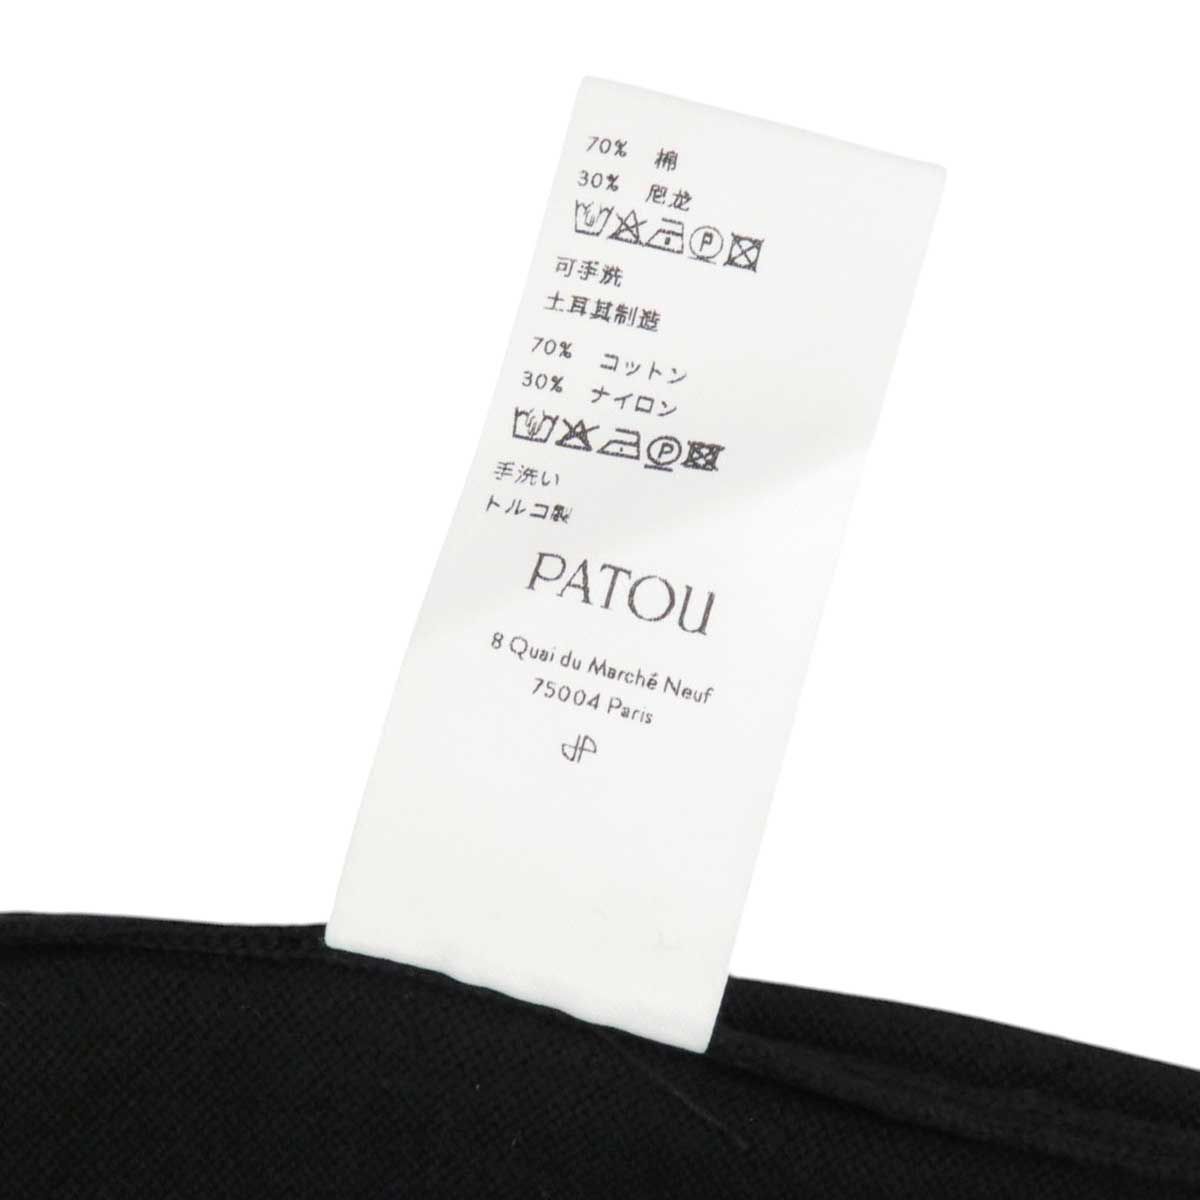 70% 棉
30% 尼龙
P
可手洗
土耳其制造
70% コットン
30% ナイロン
P
手洗い
トルコ製
PATOU
8 Quai du Marché Neuf
75004 Paris
JP